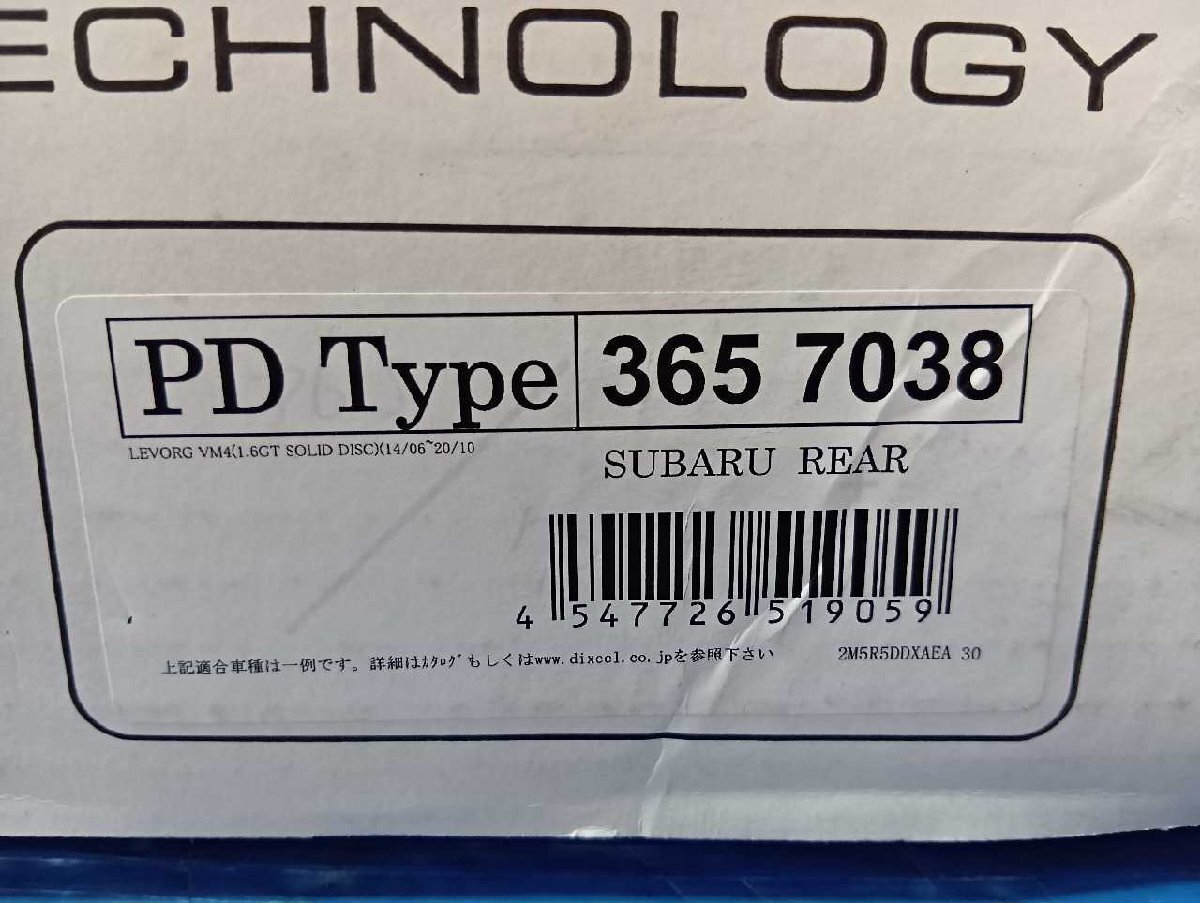 ECHNOLOGY
PD Type 365 7038
LEVORG VM4(1.6GT SOLID DISC)(14/06~20/10
SUBARU REAR
4 547726 519059
上記適合車種は一例です。詳細はｶﾀﾛｸﾞもしくはwww.dixcel.co.jpを参照下さい
2M5R5DDXAEA 30